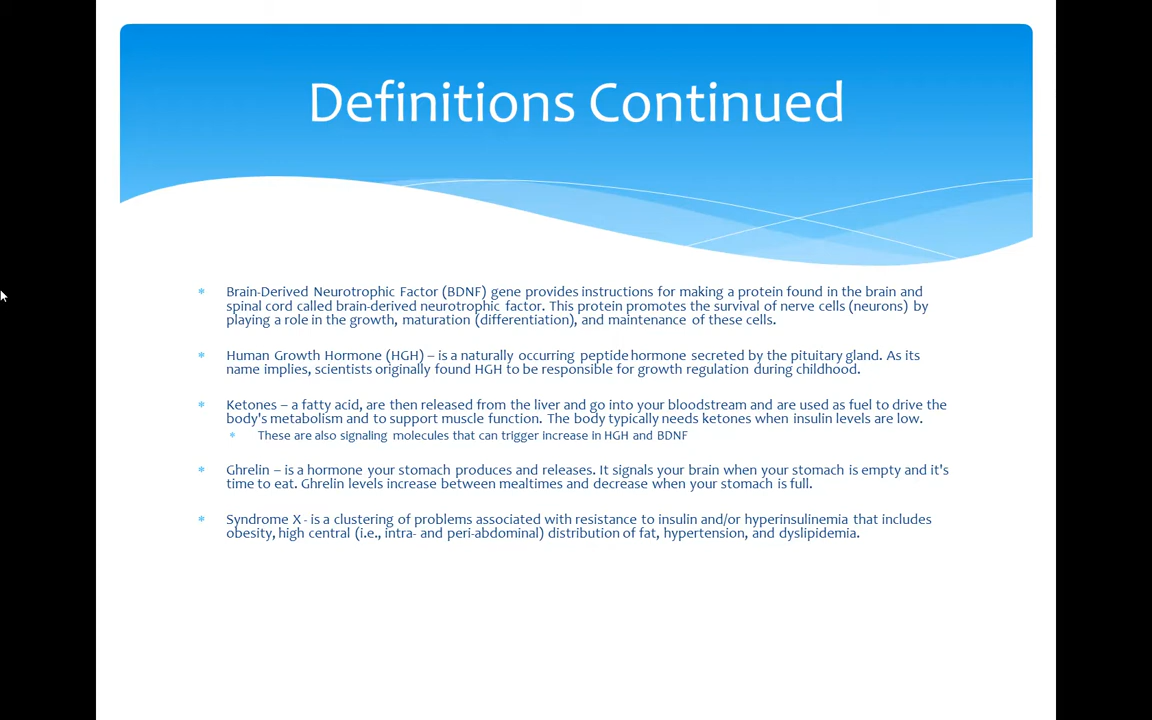 Definitions Continued
Brain-Derived Neurotrophic Factor (BDNF) gene provides instructions for making a protein found in the brain and
spinal cord called brain-derived neurotrophic factor. This protein promotes the survival of nerve cells (neurons) by
playing a role in the growth, maturation (differentiation), and maintenance of these cells.
Human Growth Hormone (HGH) – is a naturally occurring peptide hormone secreted by the pituitary gland. As its
name implies, scientists originally found HGH to be responsible for growth regulation during childhood.
Ketones – a fatty acid, are then released from the liver and go into your bloodstream and are used as fuel to drive the
body's metabolism and to support muscle function. The body typically needs ketones when insulin levels are low.
These are also signaling molecules that can trigger increase in HGH and BDNF
Ghrelin – is a hormone your stomach produces and releases. It signals your brain when your stomach is empty and it's
time to eat. Ghrelin levels increase between mealtimes and decrease when your stomach is full.
Syndrome X - is a clustering of problems associated with resistance to insulin and/or hyperinsulinemia that includes
obesity, high central (i.e., intra- and peri-abdominal) distribution of fat, hypertension, and dyslipidemia.